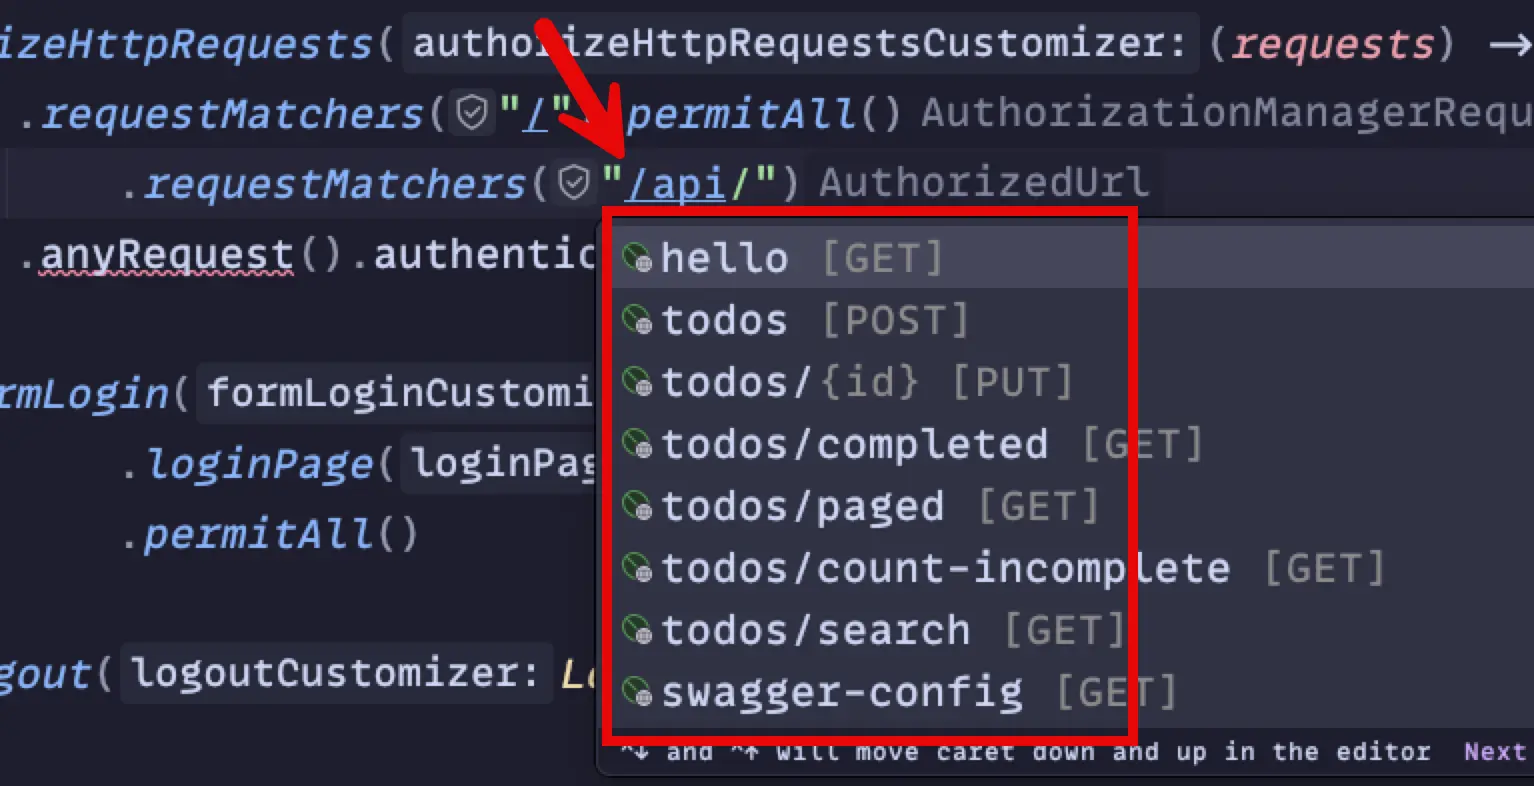 izeHttpRequests( authorizeHttpRequestsCustomizer: (requests) →
.requestMatchers( "/" permitAll() AuthorizationManagerRequ
.requestMatchers( "/api/") AuthorizedUrl
.anyRequest().authentic
hello [GET]
todos [POST]
todos/{id} [PUT]
rmLogin( formLoginCustomi
todos/completed [GET]
.loginPage( loginPag
todos/paged [GET]
.permitAll()
todos/count-incomplete [GET]
todos/search [GET]
gout( logoutCustomizer: Lo
swagger-config [GET]
^↓ and ^↑ will move caret down and up in the editor Next